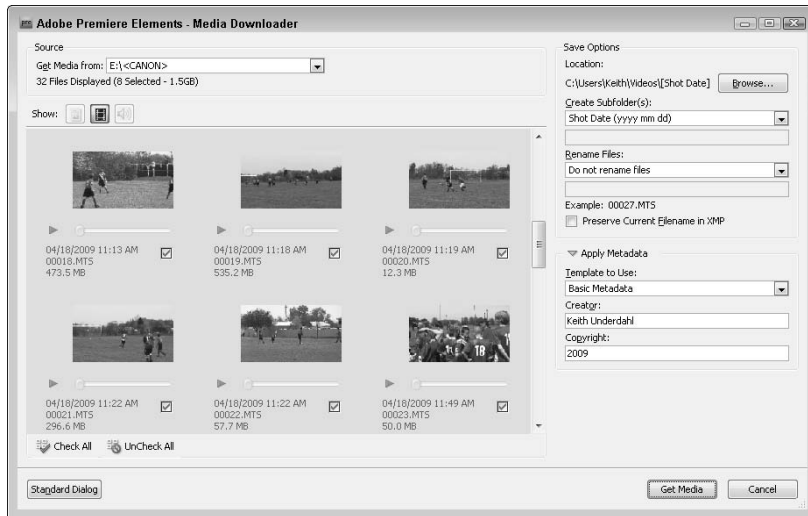 Adobe Premiere Elements - Media Downloader
Source
Get Media from: E:\<CANON>
32 Files Displayed (8 Selected - 1.5GB)
Show:
04/18/2009 11:13 AM
00018.MTS
473.5 MB
04/18/2009 11:18 AM
00019.MTS
535.2 MB
04/18/2009 11:19 AM
00020.MTS
12.3 MB
04/18/2009 11:22 AM
00021.MTS
296.6 MB
04/18/2009 11:22 AM
00022.MTS
57.7 MB
04/18/2009 11:49 AM
00023.MTS
50.0 MB
18
Check All
UnCheck All
Save Options
Location:
C:\Users\Keith\Videos\[Shot Date]
Browse...
Create Subfolder(s):
Shot Date (yyyy mm dd)
Rename Files:
Do not rename files
Example: 00027.MTS
Preserve Current Filename in XMP
Apply Metadata
Template to Use:
Basic Metadata
Creator:
Keith Underdahl
Copyright:
2009
Standard Dialog
Get Media
Cancel